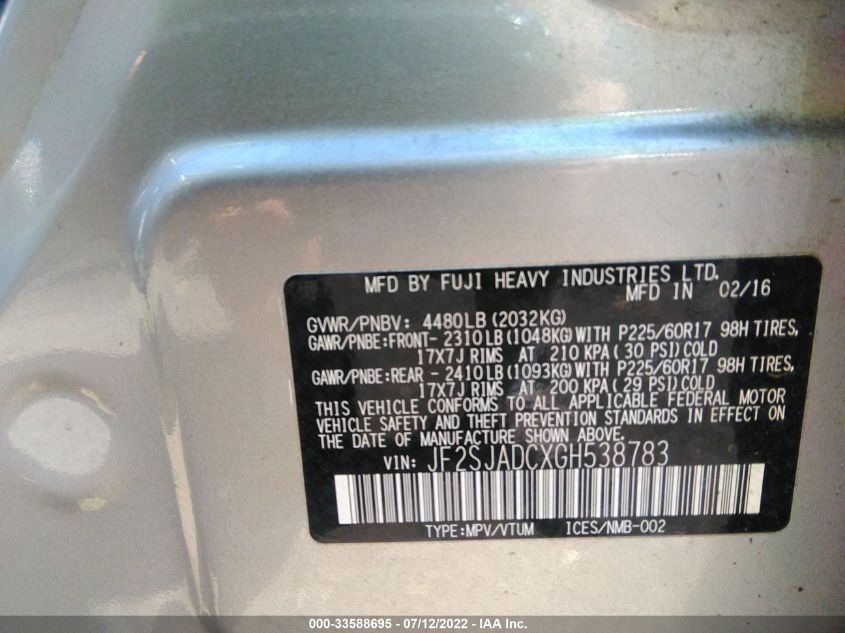 MFD BY FUJI HEAVY INDUSTRIES LTD.
MFD IN 02/16
GVWR/PNBV: 4480LB (2032KG)
GAWR/PNBE:FRONT- 2310LB (1048KG) WITH P225/60R17 98H TIRES,
17X7J RIMS AT 210 KPA (30 PSI) COLD
GAWR/PNBE:REAR - 2410LB (1093KG) WITH P225/60R17 98H TIRES,
17X7J RIMS AT 200 KPA (29 PSI) COLD
THIS VEHICLE CONFORMS TO ALL APPLICABLE FEDERAL MOTOR
VEHICLE SAFETY AND THEFT PREVENTION STANDARDS IN EFFECT ON
THE DATE OF MANUFACTURE SHOWN ABOVE.
VIN: JF2SJADCXGH538783
TYPE:MPV/VTUM ICES/NMB-002
000-33588695 - 07/12/2022 - IAA Inc.